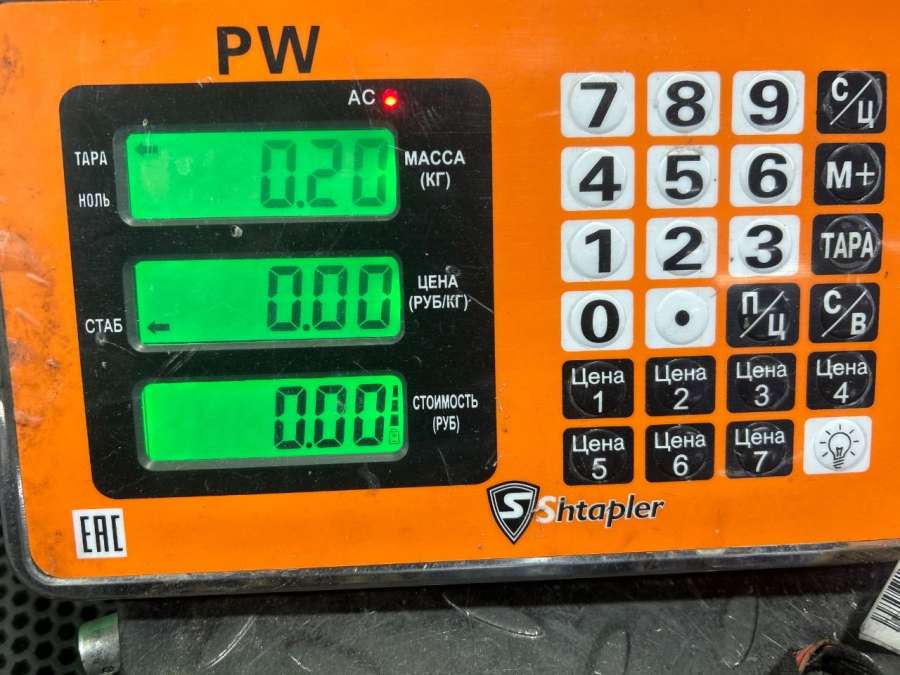 PW
AC
ТАРА
НОЛЬ
0.20
МАССА
(КГ)
СТАБ
0.00
ЦЕНА
(РУБ/КГ)
0.00
СТОИМОСТЬ
(РУБ)
7 8 9 С/Ц
4 5 6 М+
1 2 3 ТАРА
0 . П/Ц С/В
Цена 1 Цена 2 Цена 3 Цена 4
Цена 5 Цена 6 Цена 7
S Shtapler
EAC